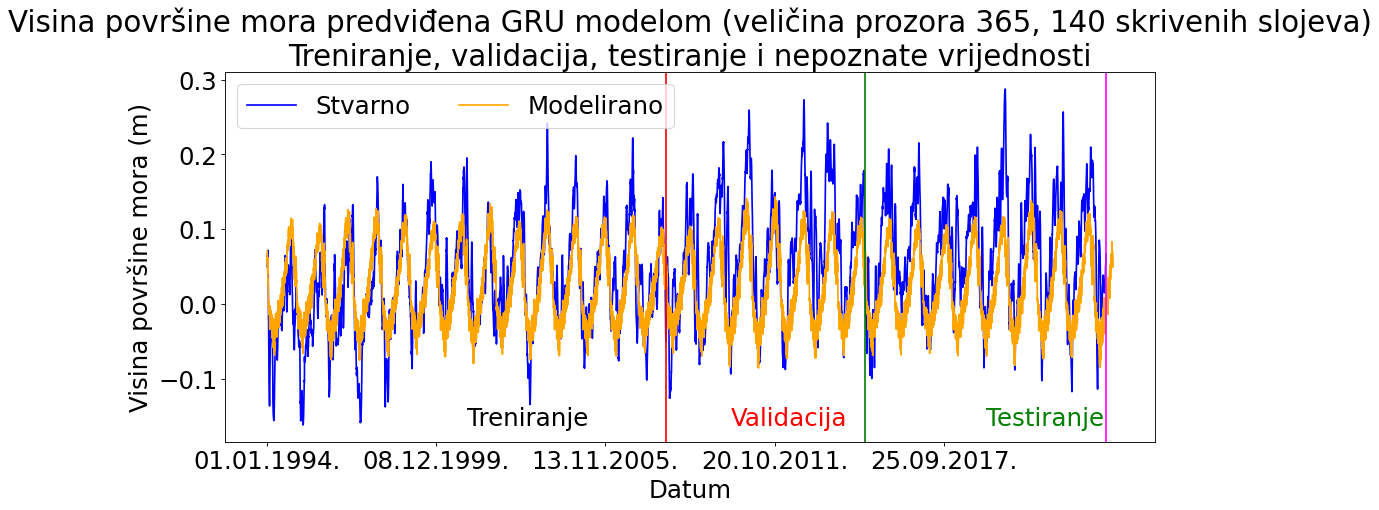 Visina površine mora predviđena GRU modelom (veličina prozora 365, 140 skrivenih slojeva)
Treniranje, validacija, testiranje i nepoznate vrijednosti
Stvarno
Modelirano
0.3
0.2
0.1
0.0
−0.1
Visina površine mora (m)
Treniranje
Validacija
Testiranje
01.01.1994.
08.12.1999.
13.11.2005.
20.10.2011.
25.09.2017.
Datum